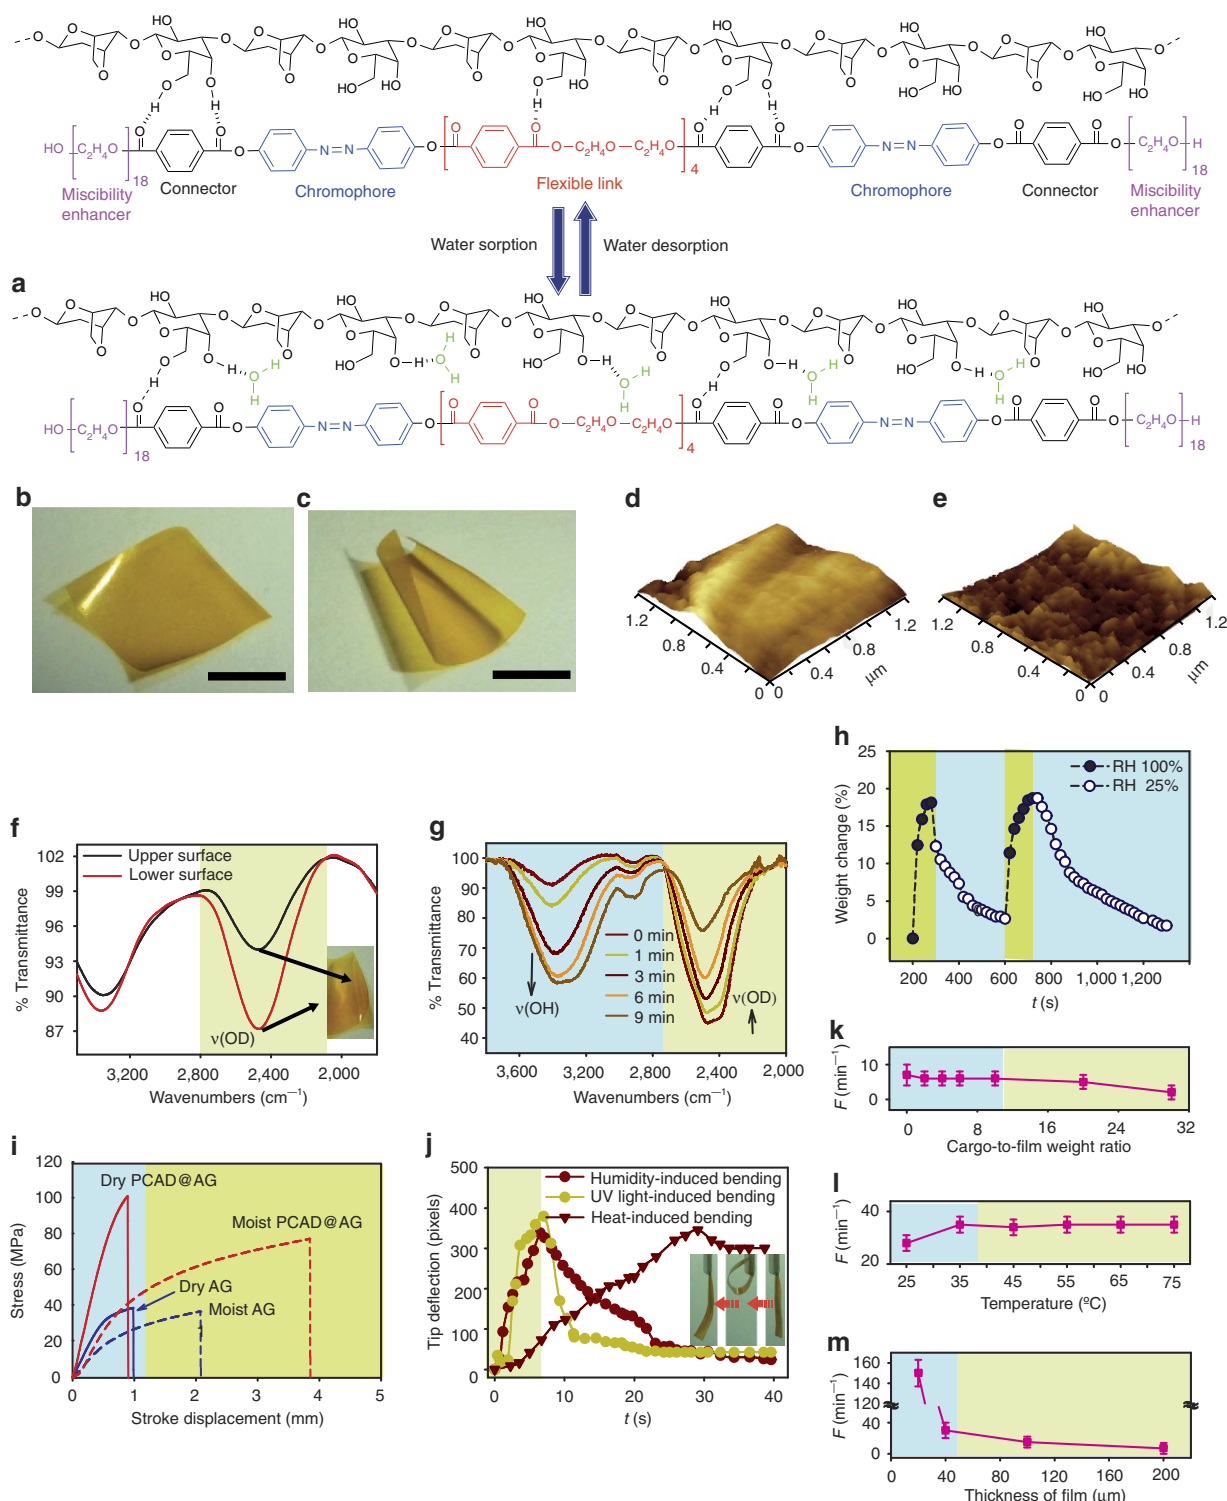 HO HO HO HO HO HO
O O O O O O O O O O O
HO HO HO HO HO
H H H H H
HO C₂H₄O 18 O O O N=N O O O O C₂H₄O C₂H₄O 4 O O O N=N O O O O C₂H₄O H 18
Miscibility enhancer
Connector
Chromophore
Flexible link
Chromophore
Connector
Miscibility enhancer
Water sorption
Water desorption
a
HO HO HO HO HO HO
HO HO HO
H H H H H H
HO C₂H₄O 18 O O O N=N O O O O C₂H₄O C₂H₄O 4 O O O N=N O O O O C₂H₄O H 18
b
c
d
1.2 0.8 0.4 0 0 0.4 0.8 1.2
μm
e
1.2 0.8 0.4 0 0 0.4 0.8 1.2
μm
f
% Transmittance
102
99
93
90
87
Upper surface
Lower surface
ν(OD)
3,200 2,800 2,400 2,000
Wavenumbers (cm⁻¹)
g
% Transmittance
100
90
80
70
60
50
40
0 min
1 min
3 min
6 min
9 min
ν(OH)
ν(OD)
3,600 3,200 2,800 2,400 2,000
Wavenumbers (cm⁻¹)
h
Weight change (%)
25
20
15
10
5
0
RH 100%
RH 25%
200 400 600 800 1,000 1,200
t (s)
i
Stress (MPa)
120
100
80
60
40
20
0
Dry PCAD@AG
Moist PCAD@AG
Dry AG
Moist AG
0 1 2 3 4 5
Stroke displacement (mm)
j
Tip deflection (pixels)
500
400
300
200
100
0
Humidity-induced bending
UV light-induced bending
Heat-induced bending
0 10 20 30 40
t (s)
k
F (min⁻¹)
10
0
0 8 16 24 32
Cargo-to-film weight ratio
l
F (min⁻¹)
40
20
25 35 45 55 65 75
Temperature (ºC)
m
F (min⁻¹)
160
140
120
40
0
0 40 80 120 160 200
Thickness of film (μm)